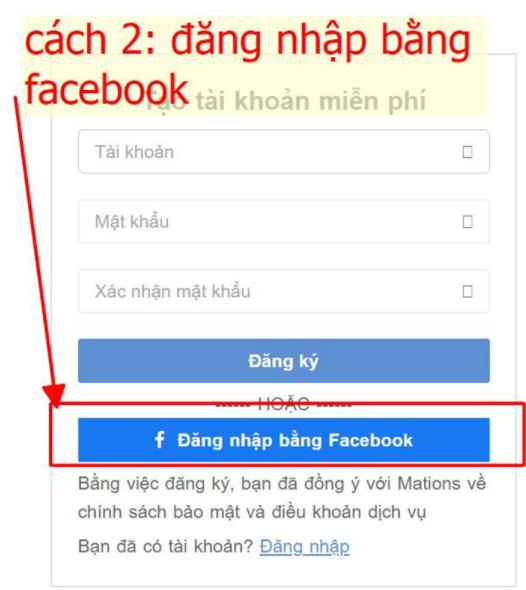 cách 2: đăng nhập bằng
facebook
Tạo tài khoản miễn phí
Tài khoản
Mật khẩu
Xác nhận mật khẩu
Đăng ký
------ HOẶC ------
f Đăng nhập bằng Facebook
Bằng việc đăng ký, bạn đã đồng ý với Mations về
chính sách bảo mật và điều khoản dịch vụ
Bạn đã có tài khoản? Đăng nhập